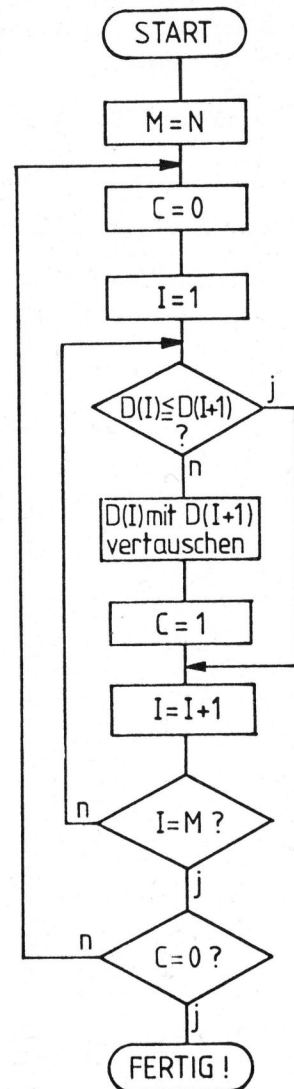 START
M = N
C = 0
I = 1
D(I) ≦ D(I+1)
?
j
n
D(I) mit D(I+1)
vertauschen
C = 1
I = I+1
n
I = M ?
j
n
C = 0 ?
j
FERTIG !